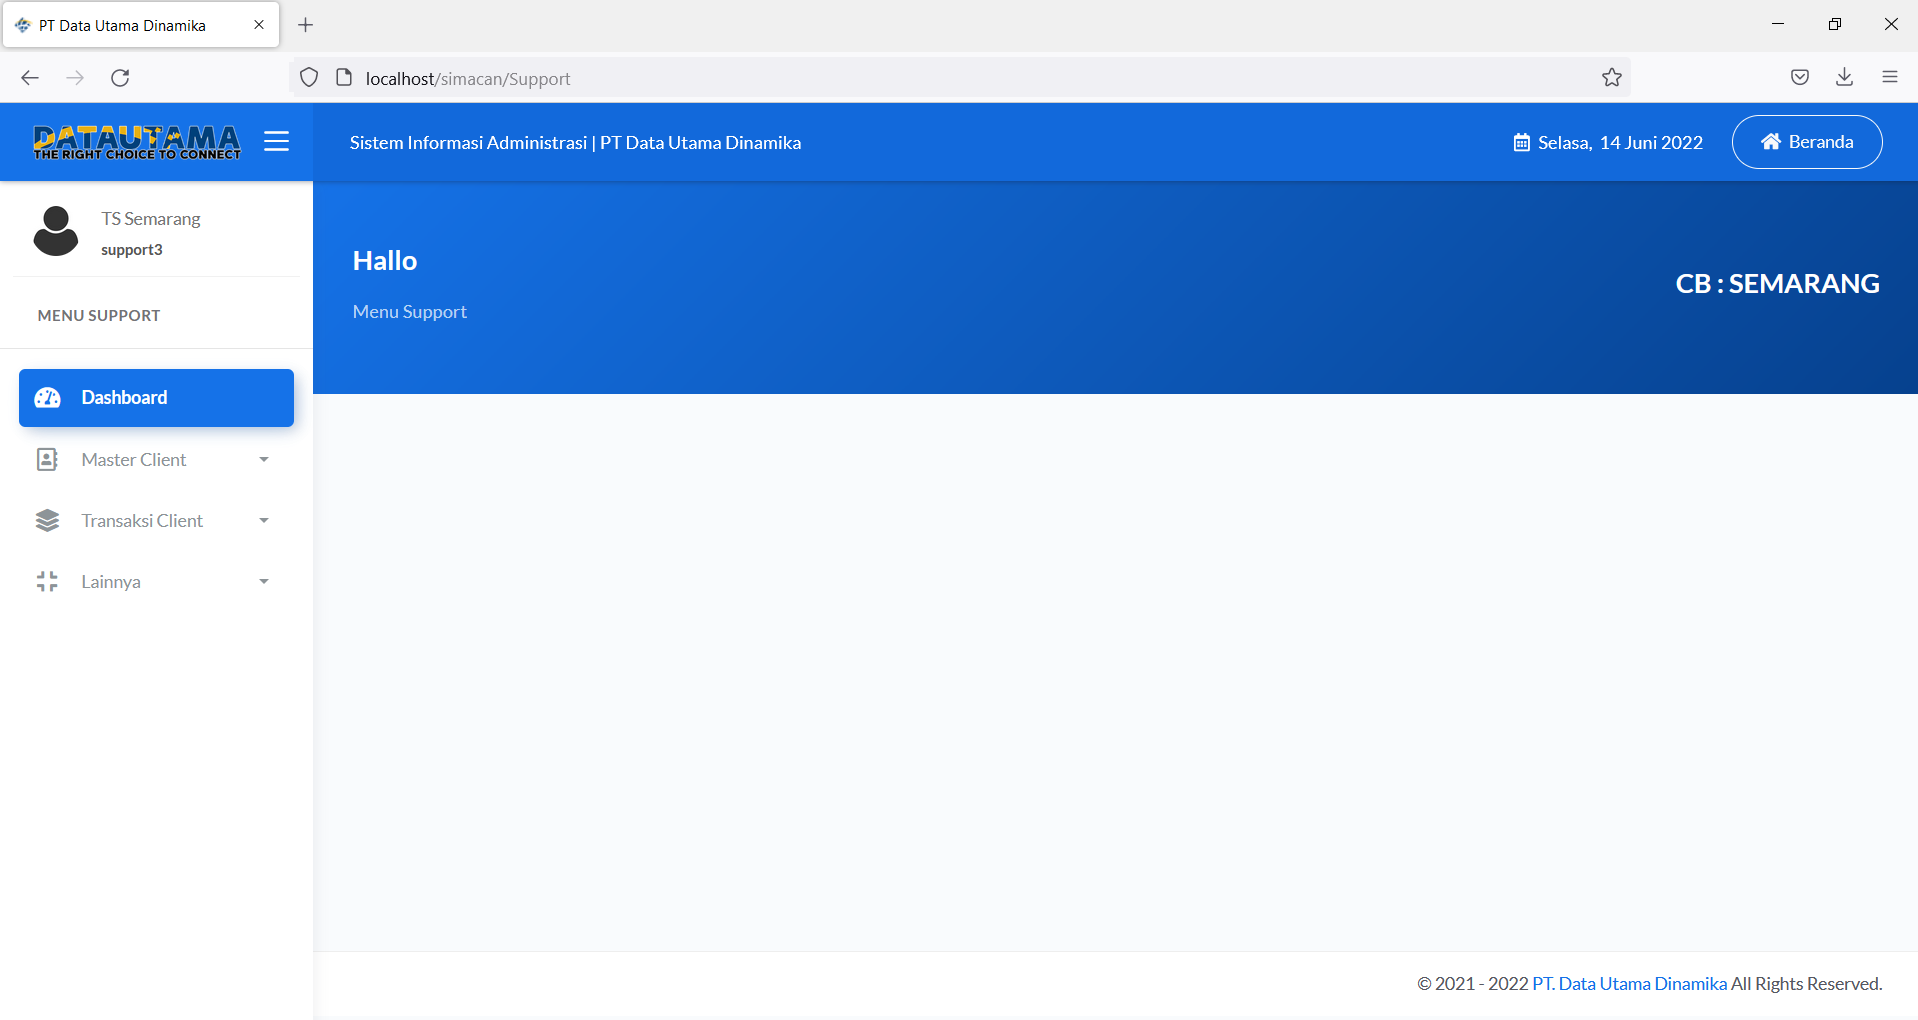 PT Data Utama Dinamika
localhost/simacan/Support
DATAUTAMA
THE RIGHT CHOICE TO CONNECT
Sistem Informasi Administrasi | PT Data Utama Dinamika
Selasa, 14 Juni 2022
Beranda
TS Semarang
support3
MENU SUPPORT
Hallo
Menu Support
CB : SEMARANG
Dashboard
Master Client
Transaksi Client
Lainnya
© 2021 - 2022 PT. Data Utama Dinamika All Rights Reserved.